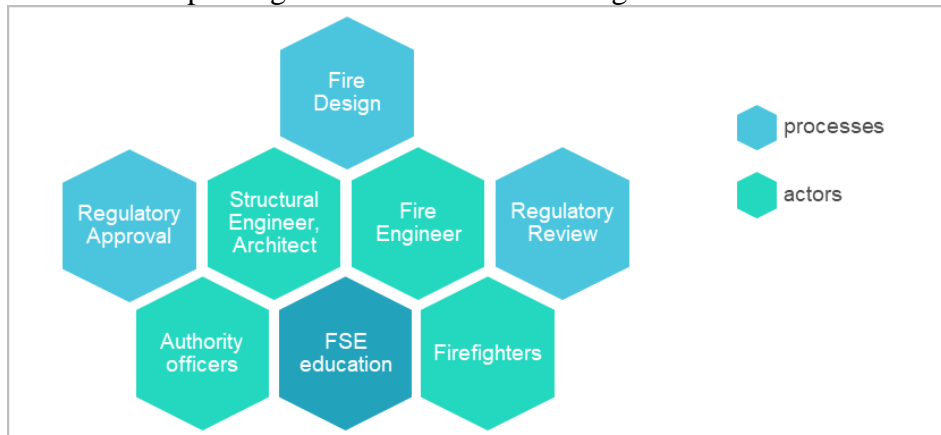 Fire
Design
Regulatory
Approval
Structural
Engineer,
Architect
Fire
Engineer
Regulatory
Review
Authority
officers
FSE
education
Firefighters
processes
actors